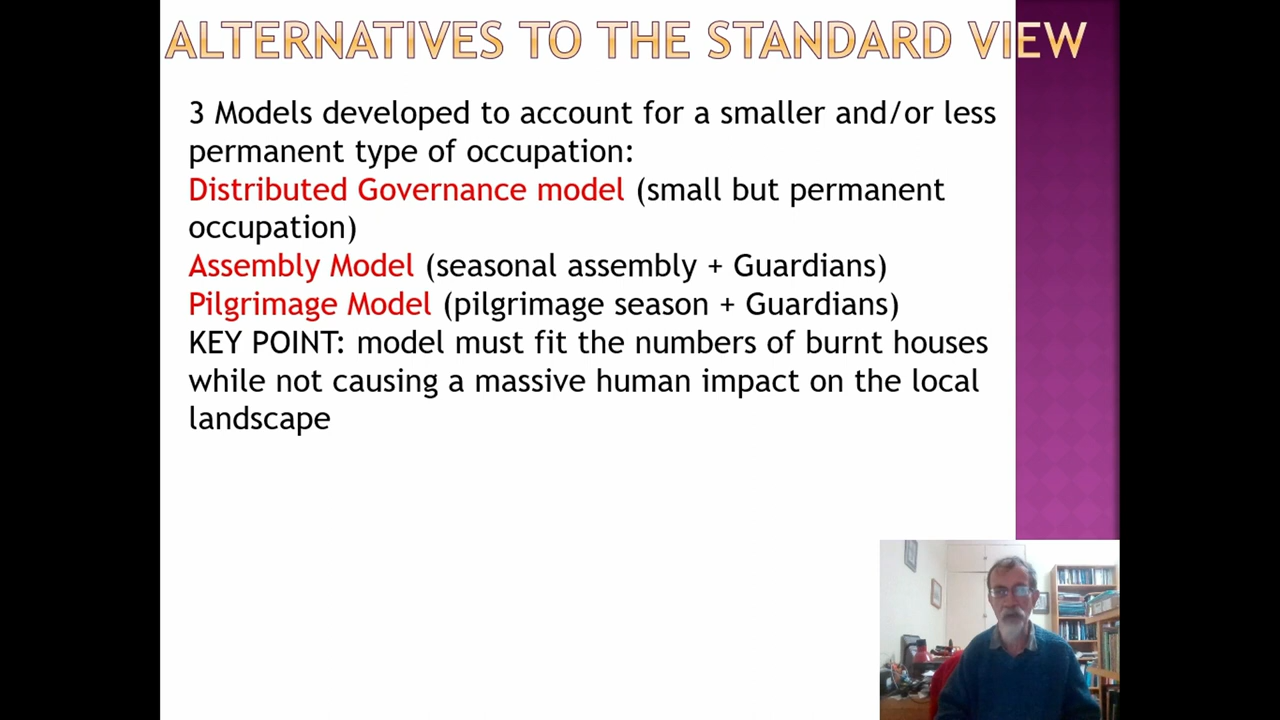 ALTERNATIVES TO THE STANDARD VIEW
3 Models developed to account for a smaller and/or less
permanent type of occupation:
Distributed Governance model (small but permanent
occupation)
Assembly Model (seasonal assembly + Guardians)
Pilgrimage Model (pilgrimage season + Guardians)
KEY POINT: model must fit the numbers of burnt houses
while not causing a massive human impact on the local
landscape